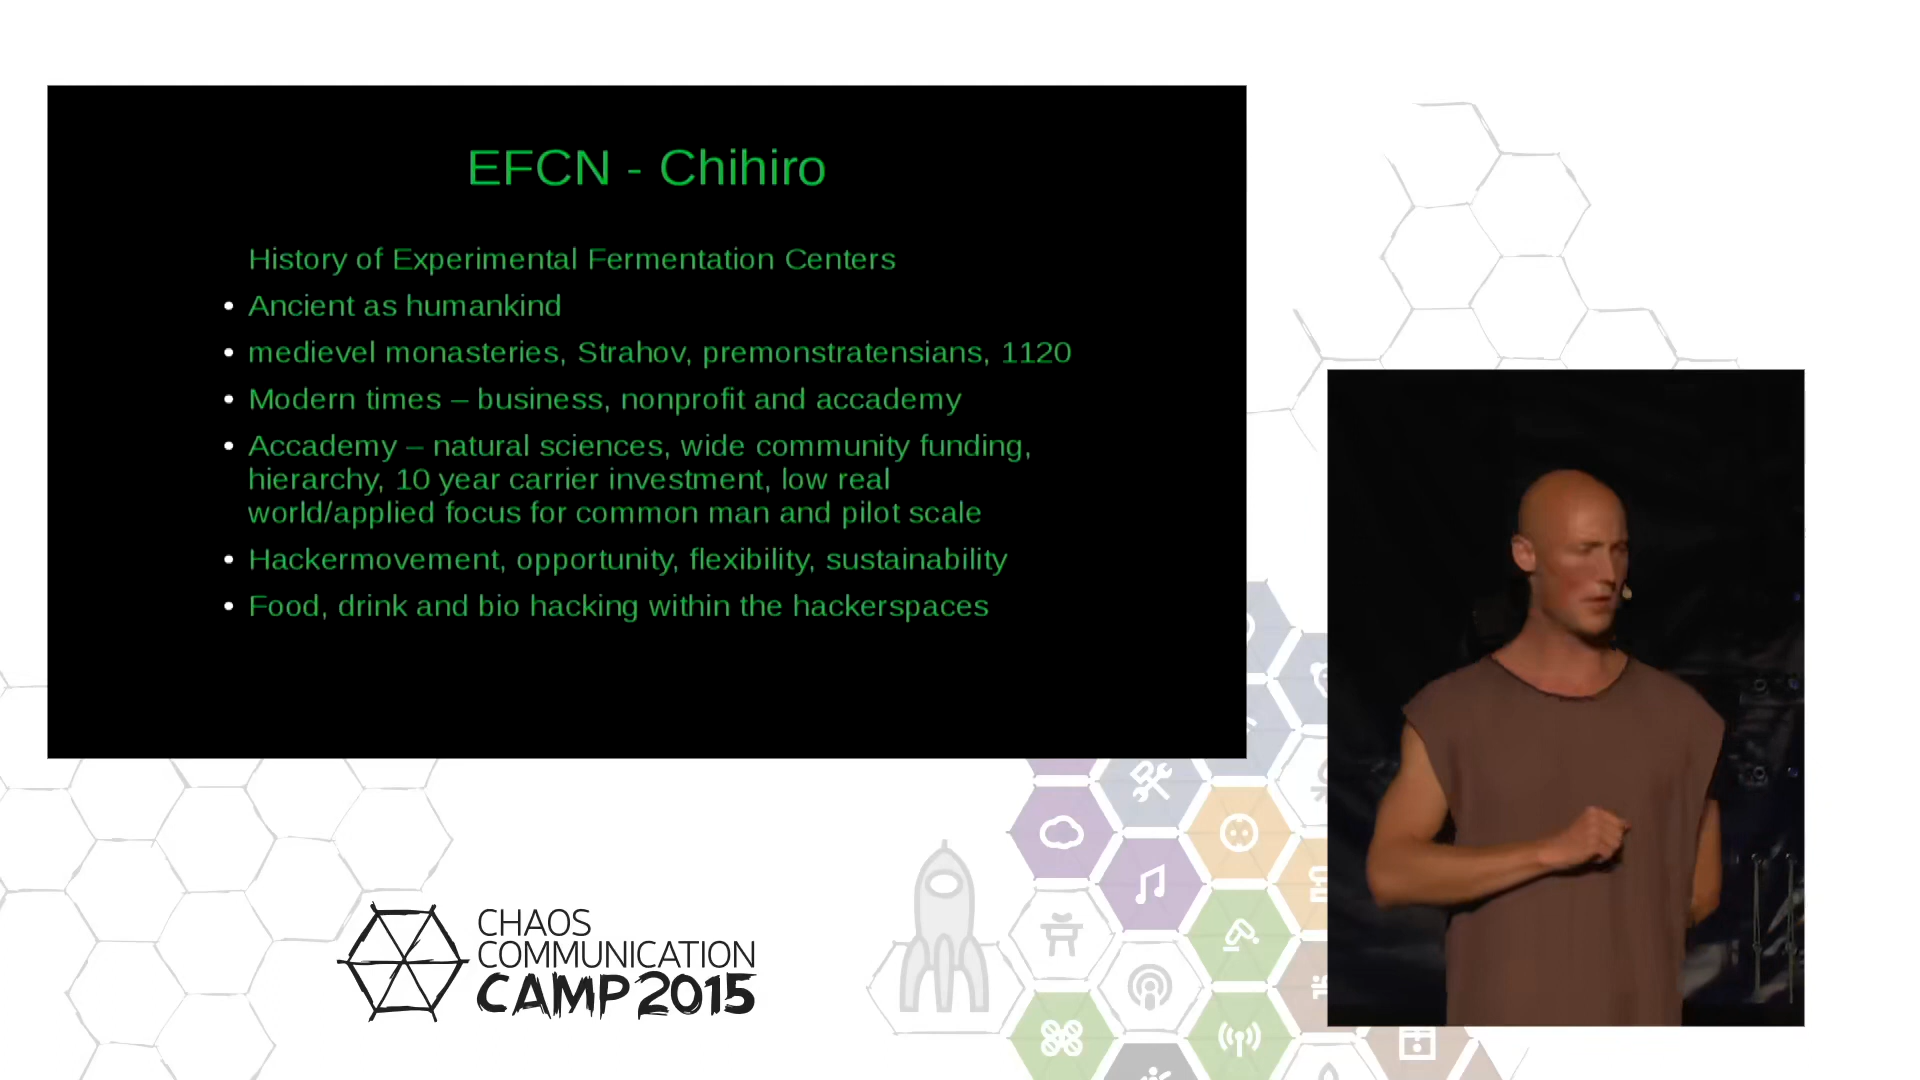 EFCN - Chihiro
History of Experimental Fermentation Centers
Ancient as humankind
medievel monasteries, Strahov, premonstratensians, 1120
Modern times – business, nonprofit and accademy
Accademy – natural sciences, wide community funding,
hierarchy, 10 year carrier investment, low real
world/applied focus for common man and pilot scale
Hackermovement, opportunity, flexibility, sustainability
Food, drink and bio hacking within the hackerspaces
CHAOS
COMMUNICATION
CAMP 2015